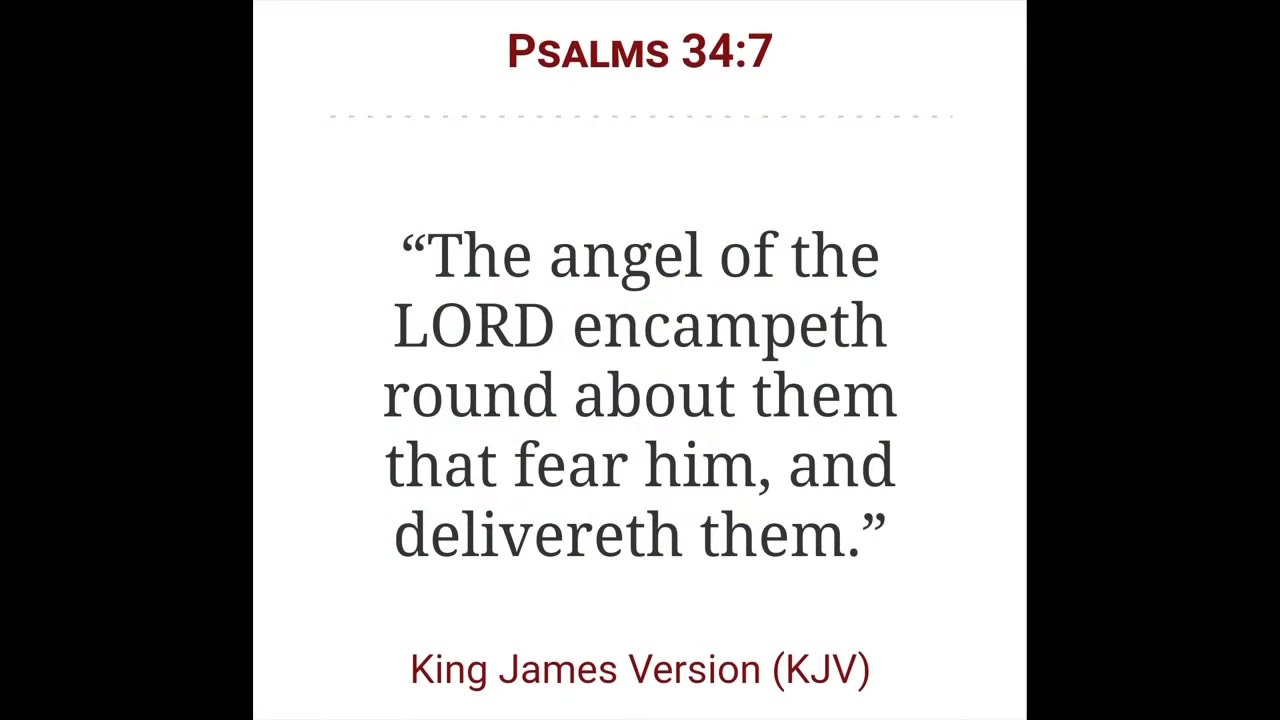 PSALMS 34:7
“The angel of the
LORD encampeth
round about them
that fear him, and
delivereth them.”
King James Version (KJV)